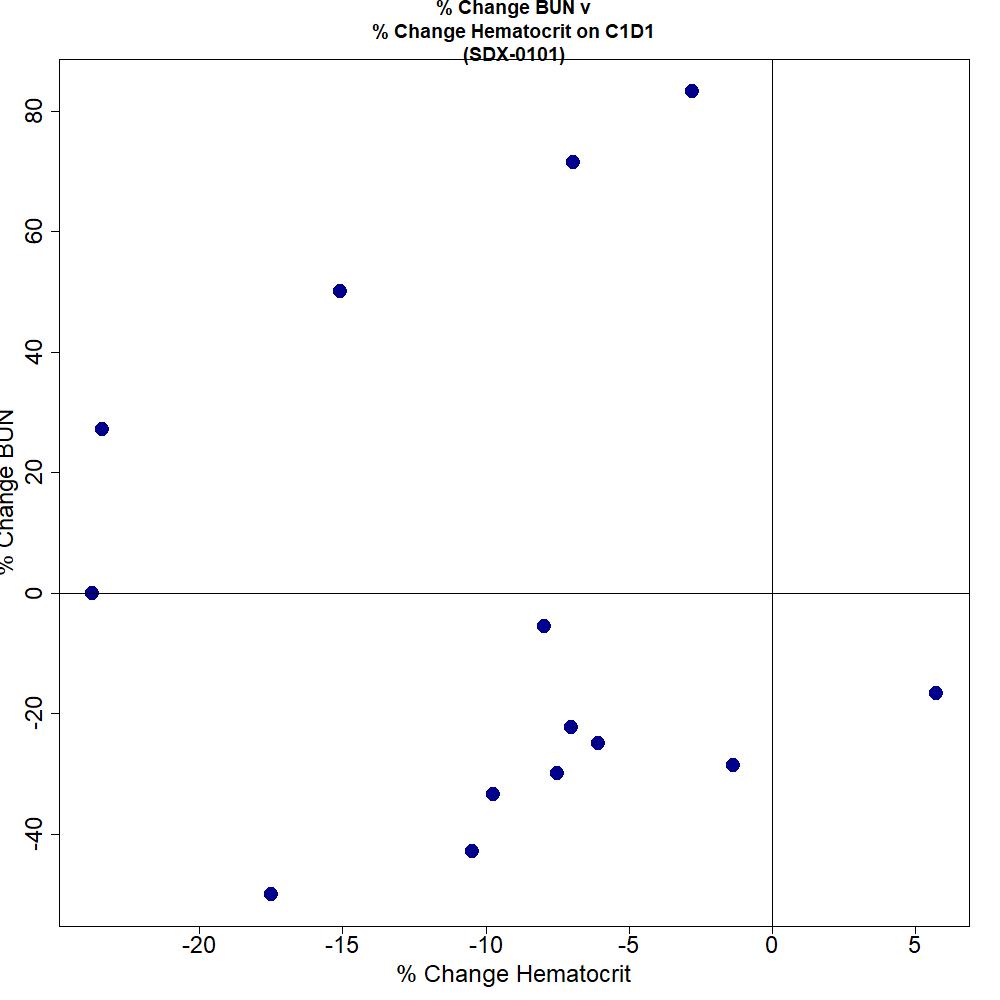 % Change BUN v
% Change Hematocrit on C1D1
(SDX-0101)
% Change BUN
80
60
40
20
0
-20
-40
-20
-15
-10
-5
0
5
% Change Hematocrit